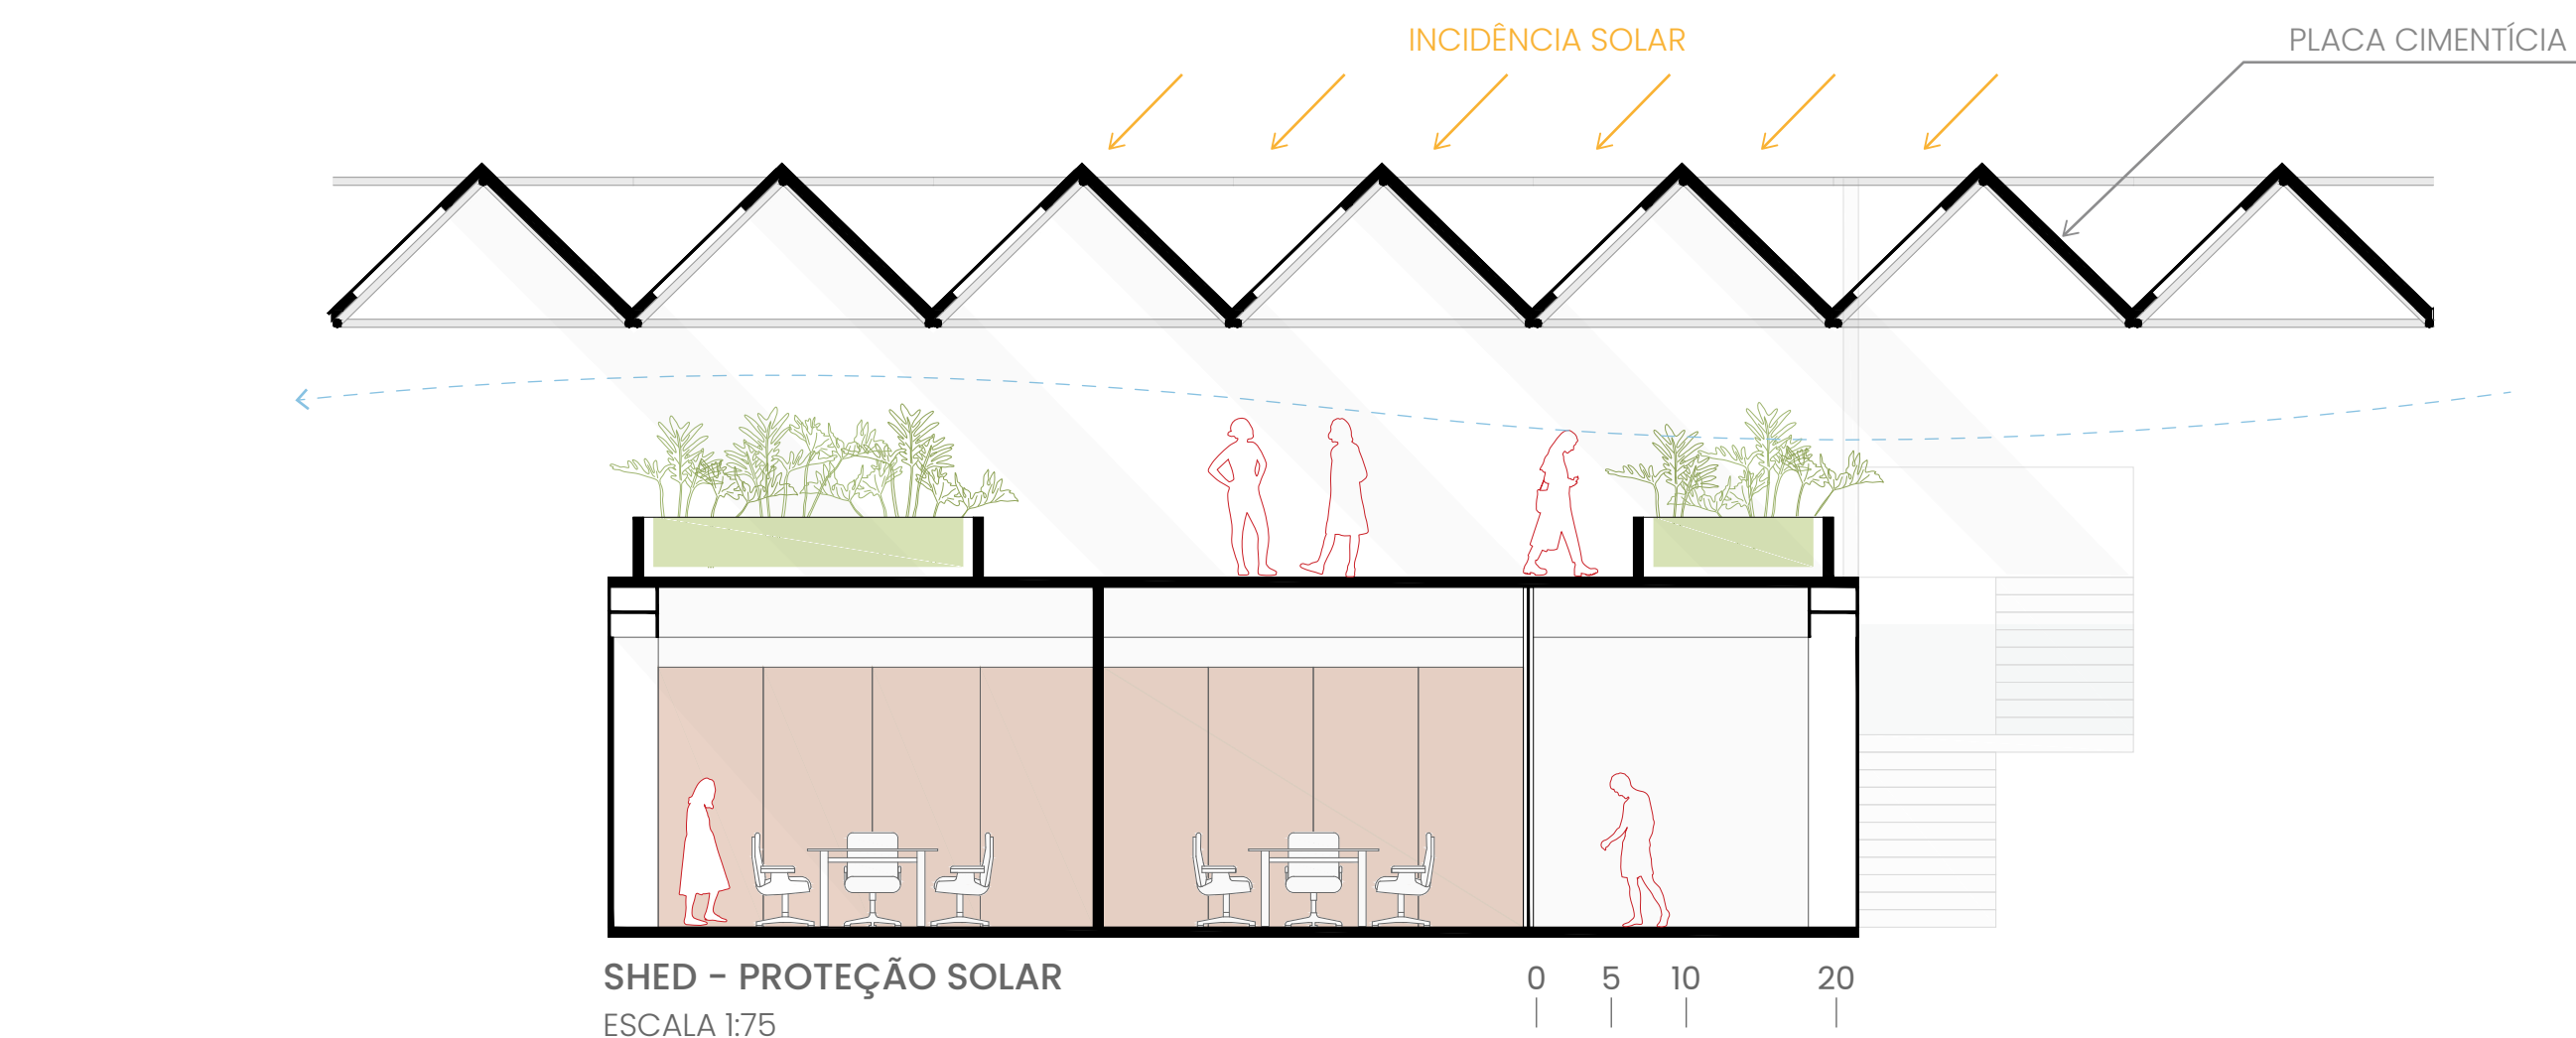 INCIDÊNCIA SOLAR
PLACA CIMENTÍCIA
SHED - PROTEÇÃO SOLAR
ESCALA 1:75
0 5 10 20